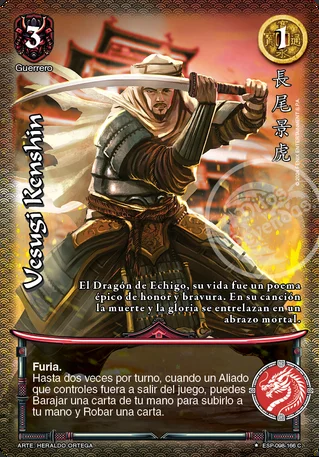 3
Guerrero
1
長尾景虎
Uesugi Kenshin
El Dragón de Echigo, su vida fue un poema
épico de honor y bravura. En su canción
la muerte y la gloria se entrelazan en un
abrazo mortal.
Furia.
Hasta dos veces por turno, cuando un Aliado
que controles fuera a salir del juego, puedes
Barajar una carta de tu mano para subirlo a
tu mano y Robar una carta.
ARTE: HERALDO ORTEGA
ESP-098-166 C